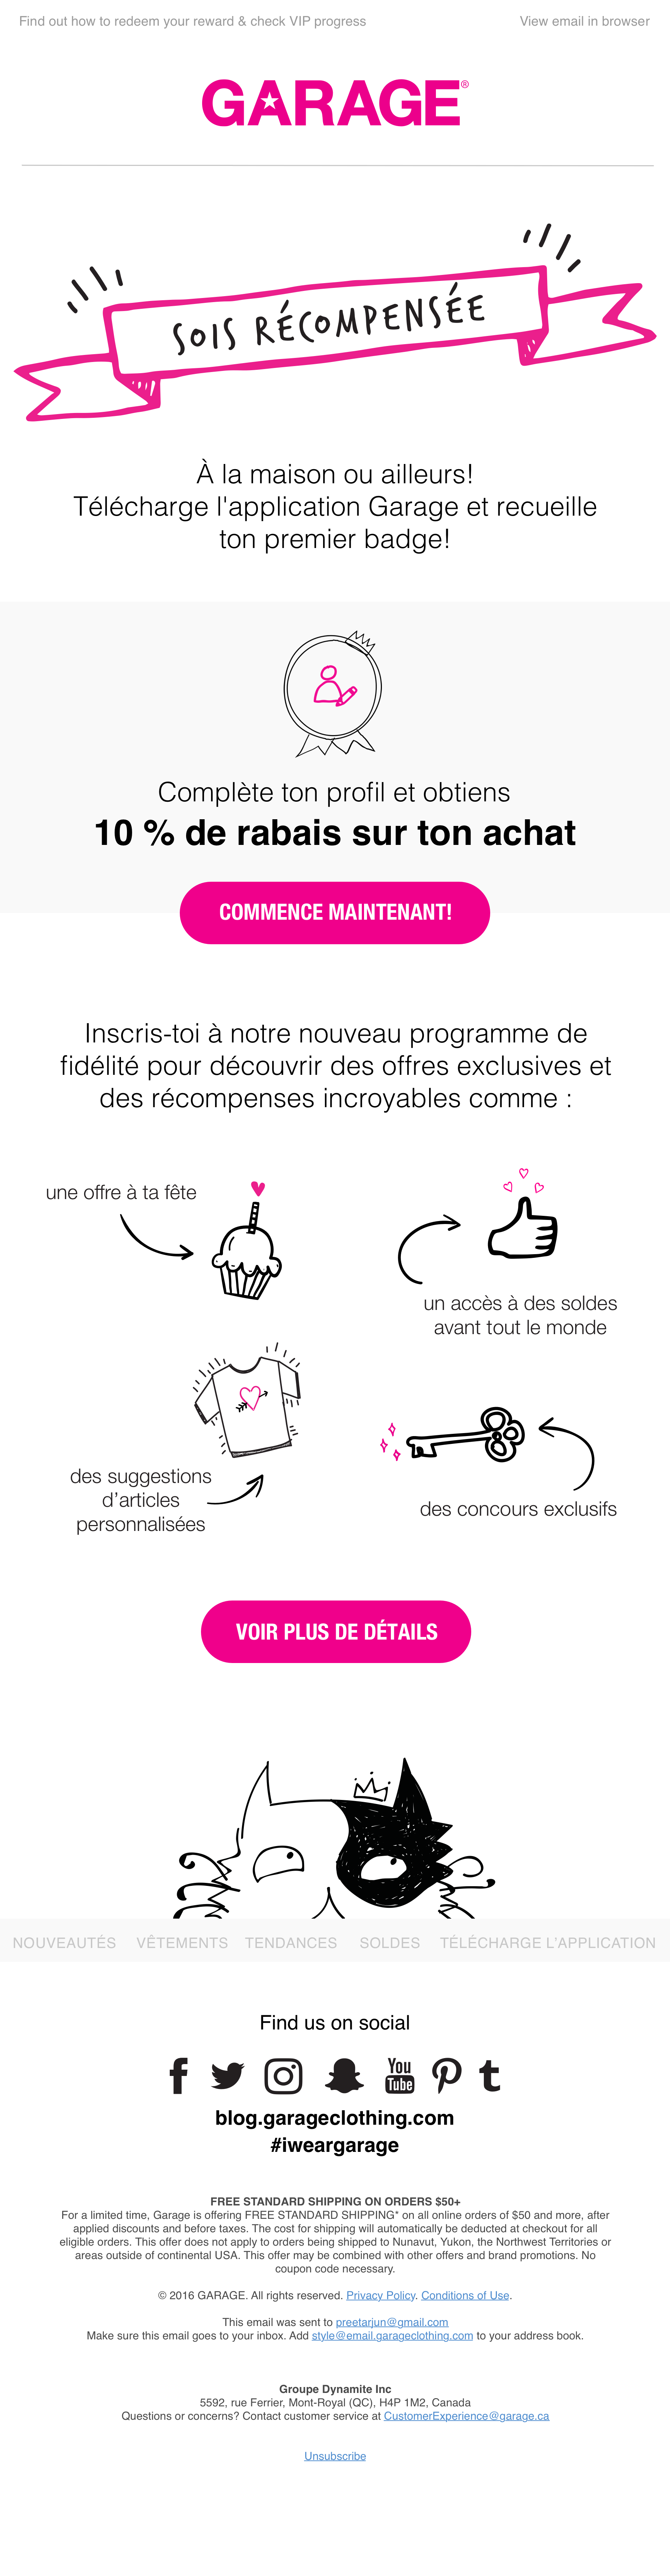 Find out how to redeem your reward & check VIP progress
View email in browser
GARAGE®
SOIS RÉCOMPENSÉE
À la maison ou ailleurs!
Télécharge l'application Garage et recueille
ton premier badge!
Complète ton profil et obtiens
10 % de rabais sur ton achat
COMMENCE MAINTENANT!
Inscris-toi à notre nouveau programme de
fidélité pour découvrir des offres exclusives et
des récompenses incroyables comme :
une offre à ta fête
un accès à des soldes
avant tout le monde
des suggestions
d’articles
personnalisées
des concours exclusifs
VOIR PLUS DE DÉTAILS
NOUVEAUTÉS VÊTEMENTS TENDANCES SOLDES TÉLÉCHARGE L’APPLICATION
Find us on social
You
Tube
blog.garageclothing.com
#iweargarage
FREE STANDARD SHIPPING ON ORDERS $50+
For a limited time, Garage is offering FREE STANDARD SHIPPING* on all online orders of $50 and more, after
applied discounts and before taxes. The cost for shipping will automatically be deducted at checkout for all
eligible orders. This offer does not apply to orders being shipped to Nunavut, Yukon, the Northwest Territories or
areas outside of continental USA. This offer may be combined with other offers and brand promotions. No
coupon code necessary.
© 2016 GARAGE. All rights reserved. Privacy Policy. Conditions of Use.
This email was sent to preetarjun@gmail.com
Make sure this email goes to your inbox. Add style@email.garageclothing.com to your address book.
Groupe Dynamite Inc
5592, rue Ferrier, Mont-Royal (QC), H4P 1M2, Canada
Questions or concerns? Contact customer service at CustomerExperience@garage.ca
Unsubscribe